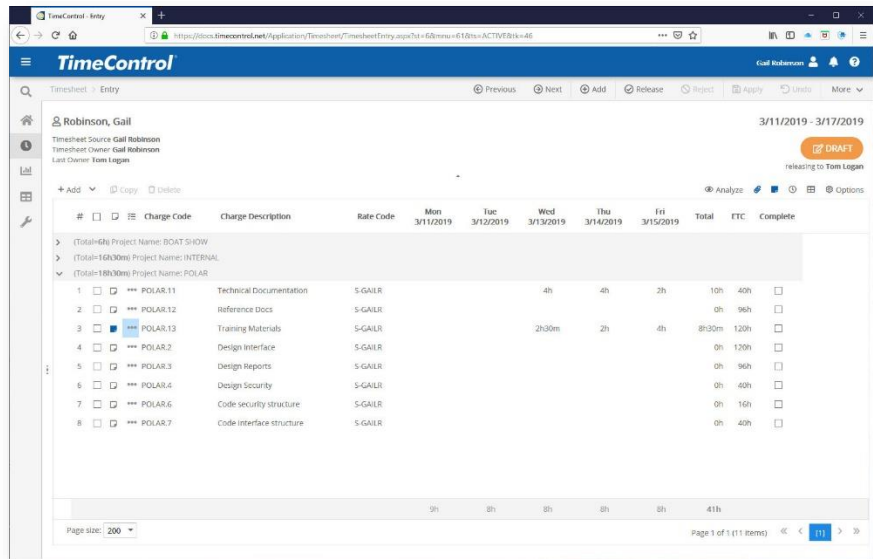 TimeControl - Entry
https://docs.timecontrol.net/Application/Timesheet/TimesheetEntry.aspx?st=6&mnu=61&ts=ACTIVE&tk=46
TimeControl
Gail Robinson
Timesheet > Entry
Previous Next Add Release Reject Apply Undo More
Robinson, Gail
3/11/2019 - 3/17/2019
Timesheet Source Gail Robinson
Timesheet Owner Gail Robinson
Last Owner Tom Logan
DRAFT
releasing to Tom Logan
+ Add Copy Delete
Analyze Options
# Charge Code Charge Description Rate Code Mon 3/11/2019 Tue 3/12/2019 Wed 3/13/2019 Thu 3/14/2019 Fri 3/15/2019 Total ETC Complete
(Total=6h) Project Name: BOAT SHOW
(Total=16h30m) Project Name: INTERNAL
(Total=18h30m) Project Name: POLAR
1 *** POLAR.11 Technical Documentation S-GAILR 4h 4h 2h 10h 40h
2 *** POLAR.12 Reference Docs S-GAILR 0h 96h
3 *** POLAR.13 Training Materials S-GAILR 2h30m 2h 4h 8h30m 120h
4 *** POLAR.2 Design Interface S-GAILR 0h 120h
5 *** POLAR.3 Design Reports S-GAILR 0h 96h
6 *** POLAR.4 Design Security S-GAILR 0h 40h
7 *** POLAR.6 Code security structure S-GAILR 0h 16h
8 *** POLAR.7 Code interface structure S-GAILR 0h 40h
9h 8h 8h 8h 8h 41h
Page size: 200
Page 1 of 1 (11 items) [1]